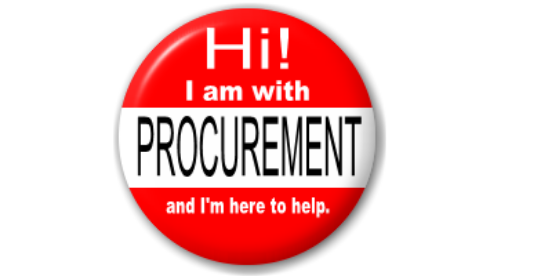 Hi!
I am with
PROCUREMENT
and I'm here to help.